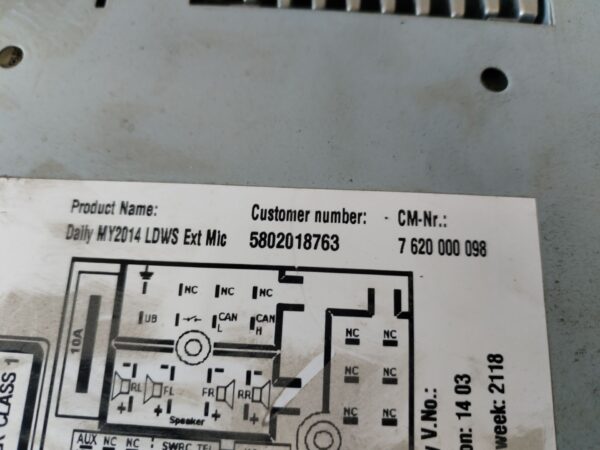 Product Name:
Daily MY2014 LDWS Ext Mic
Customer number:
5802018763
CM-Nr.:
7 620 000 098
NC NC
UB CAN L CAN H
10A
RL FL FR RR
Speaker
NC NC
NC NC
NC NC
AUX NC NC SWRC TEL
CLASS 1
V.No.:
on: 14 03
week: 2118